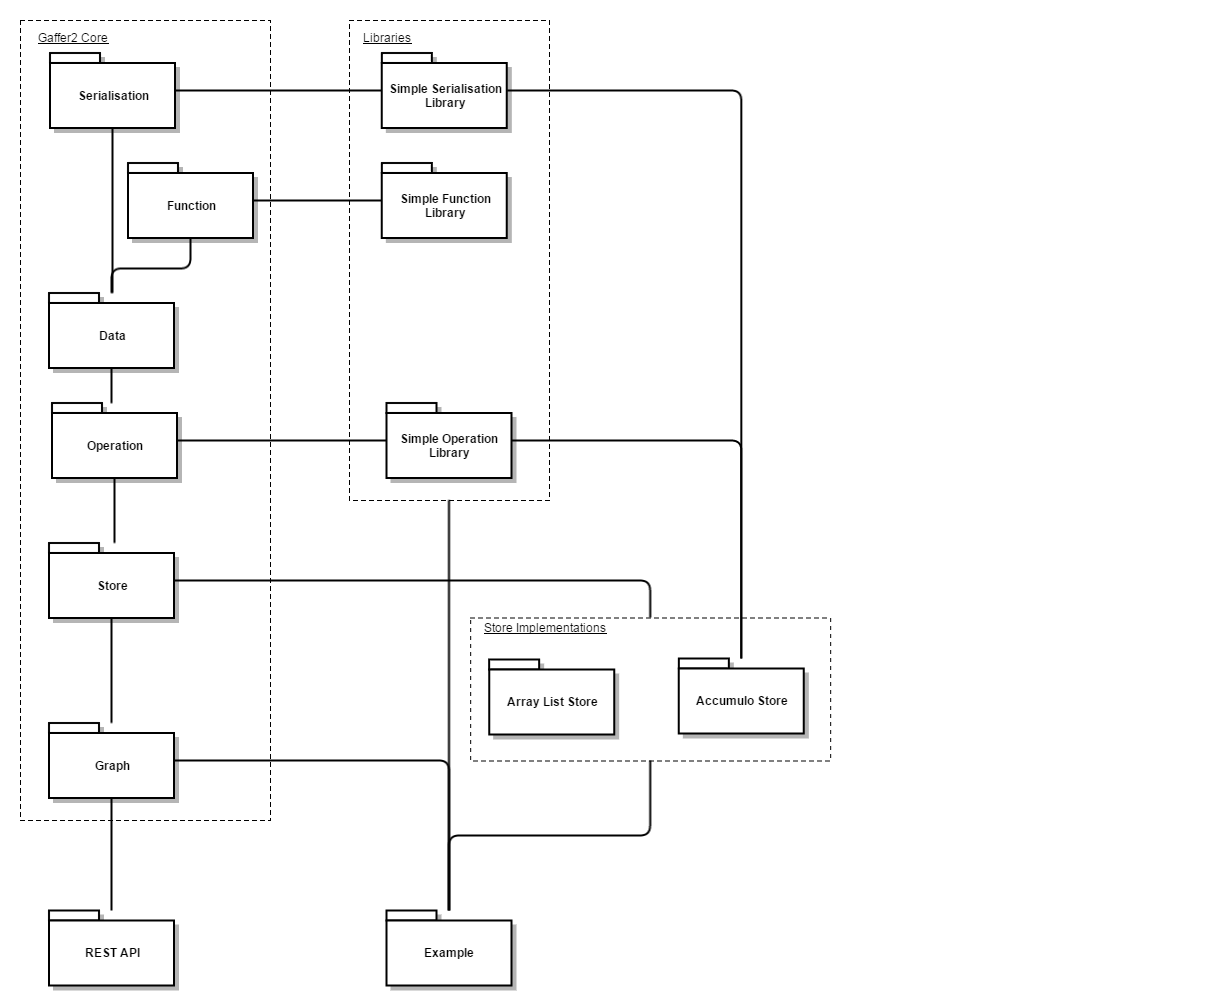 Gaffer2 Core
Libraries
Serialisation
Simple Serialisation
Library
Function
Simple Function
Library
Data
Operation
Simple Operation
Library
Store
Store Implementations
Array List Store
Accumulo Store
Graph
REST API
Example